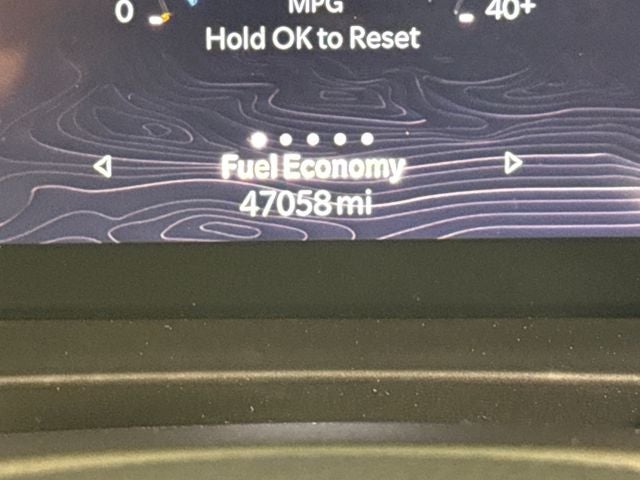 MPG
0 40+
Hold OK to Reset
Fuel Economy
47058 mi